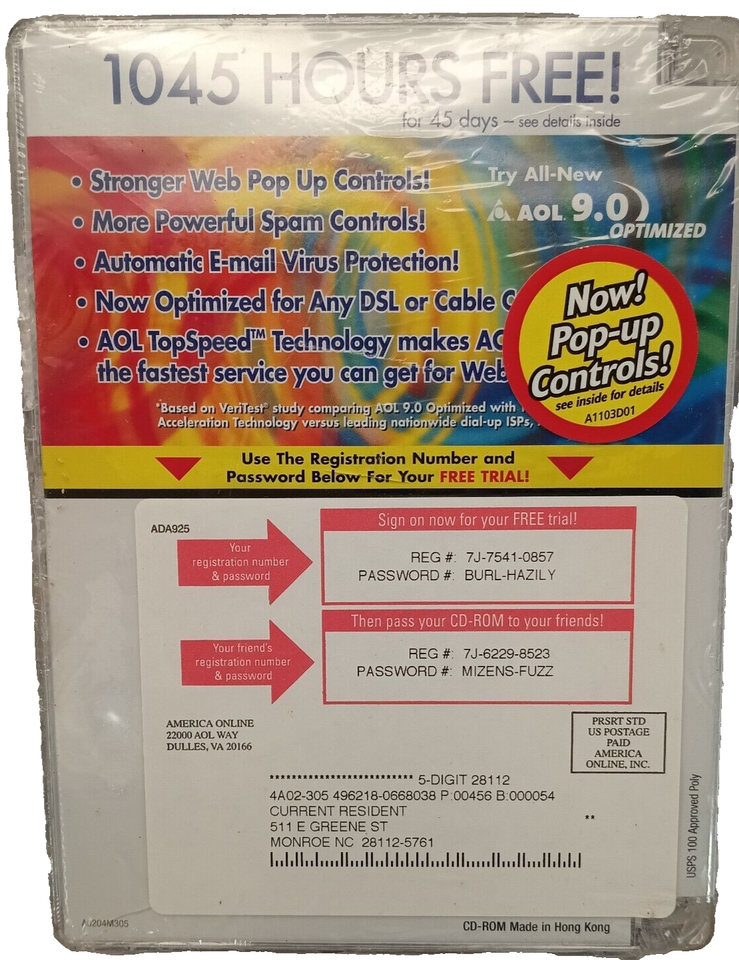 1045 HOURS FREE!
for 45 days – see details inside
• Stronger Web Pop Up Controls!
• More Powerful Spam Controls!
• Automatic E-mail Virus Protection!
• Now Optimized for Any DSL or Cable
• AOL TopSpeed™ Technology makes
the fastest service you can get for Web
Try All-New
AOL 9.0
OPTIMIZED
Now!
Pop-up
Controls!
see inside for details
A1103D01
*Based on VeriTest® study comparing AOL 9.0 Optimized with
Acceleration Technology versus leading nationwide dial-up ISPs,
Use The Registration Number and
Password Below For Your FREE TRIAL!
ADA925
Your
registration number
& password
Sign on now for your FREE trial!
REG #: 7J-7541-0857
PASSWORD #: BURL-HAZILY
Your friend's
registration number
& password
Then pass your CD-ROM to your friends!
REG #: 7J-6229-8523
PASSWORD #: MIZENS-FUZZ
AMERICA ONLINE
22000 AOL WAY
DULLES, VA 20166
PRSRT STD
US POSTAGE
PAID
AMERICA
ONLINE, INC.
************************** 5-DIGIT 28112
4A02-305 496218-0668038 P:00456 B:000054
CURRENT RESIDENT
**
511 E GREENE ST
MONROE NC 28112-5761
USPS 100 Approved Poly
A0204M305
CD-ROM Made in Hong Kong